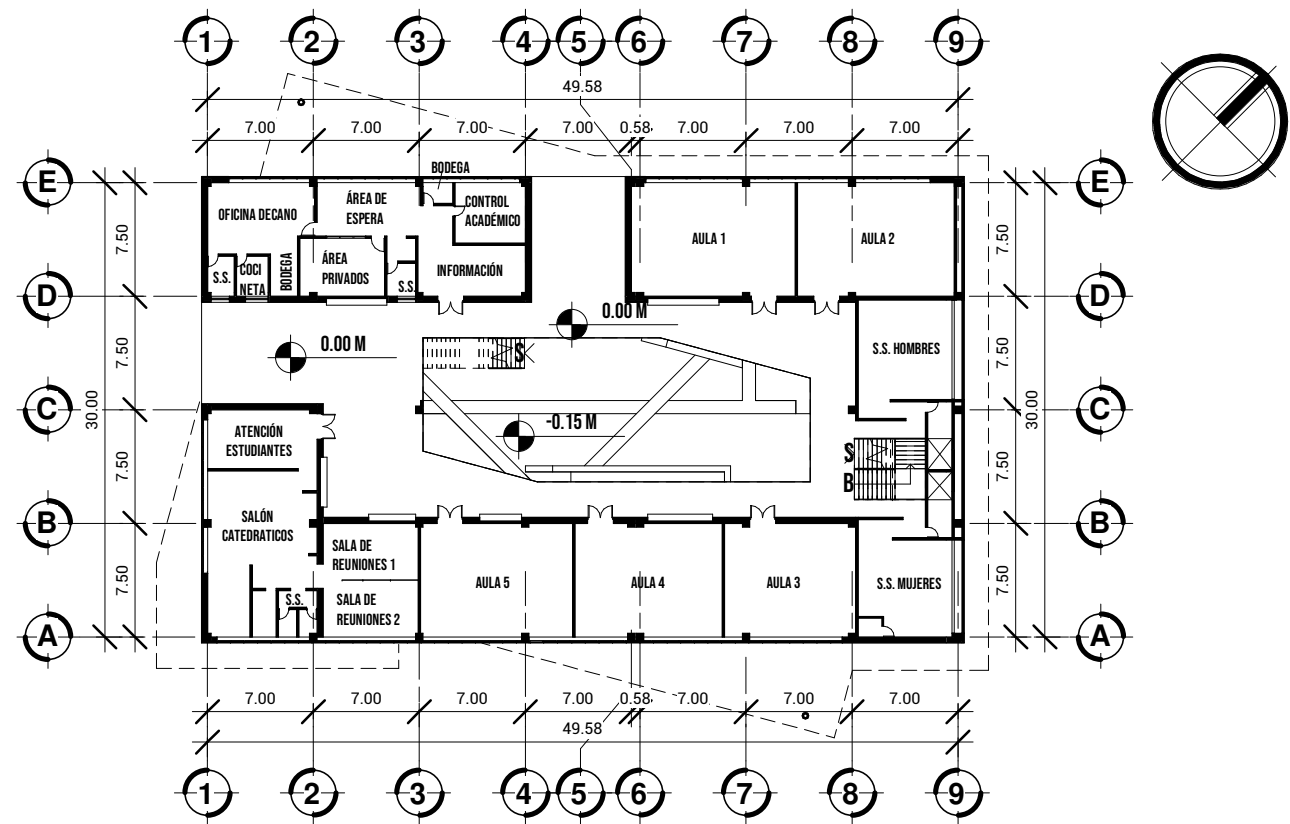 1 2 3 4 5 6 7 8 9
49.58
7.00 7.00 7.00 7.00 0.58 7.00 7.00 7.00
E
BODEGA
E
OFICINA DECANO
ÁREA DE
ESPERA
CONTROL
ACADÉMICO
AULA 1
AULA 2
7.50
7.50
S.S.
COCI
NETA
BODEGA
ÁREA
PRIVADOS
S.S.
INFORMACIÓN
D
D
0.00 M
0.00 M
S
S.S. HOMBRES
7.50
7.50
30.00
30.00
C
C
-0.15 M
ATENCIÓN
ESTUDIANTES
S
B
7.50
7.50
SALÓN
CATEDRATICOS
B
B
SALA DE
REUNIONES 1
SALA DE
REUNIONES 2
S.S.
AULA 5
AULA 4
AULA 3
S.S. MUJERES
7.50
7.50
A
A
7.00 7.00 7.00 7.00 0.58 7.00 7.00 7.00
49.58
1 2 3 4 5 6 7 8 9